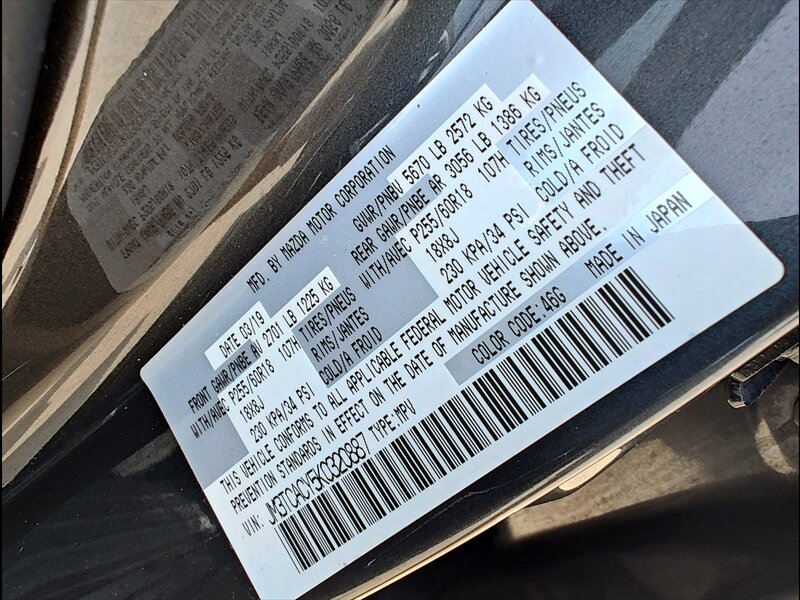 MFD. BY MAZDA MOTOR CORPORATION
DATE 03/19 GVWR/PNBV 5670 LB 2572 KG
FRONT GAWR/PNBE AV 2701 LB 1225 KG REAR GAWR/PNBE AR 3056 LB 1386 KG
WITH/AVEC P255/60R18 107H TIRES/PNEUS WITH/AVEC P255/60R18 107H TIRES/PNEUS
18X8J RIMS/JANTES 18X8J RIMS/JANTES
230 KPA/34 PSI COLD/A FROID 230 KPA/34 PSI COLD/A FROID
THIS VEHICLE CONFORMS TO ALL APPLICABLE FEDERAL MOTOR VEHICLE SAFETY AND THEFT
PREVENTION STANDARDS IN EFFECT ON THE DATE OF MANUFACTURE SHOWN ABOVE.
COLOR CODE:46G MADE IN JAPAN
V/N: JM3TCACY5K0320887/TYPE:MPV